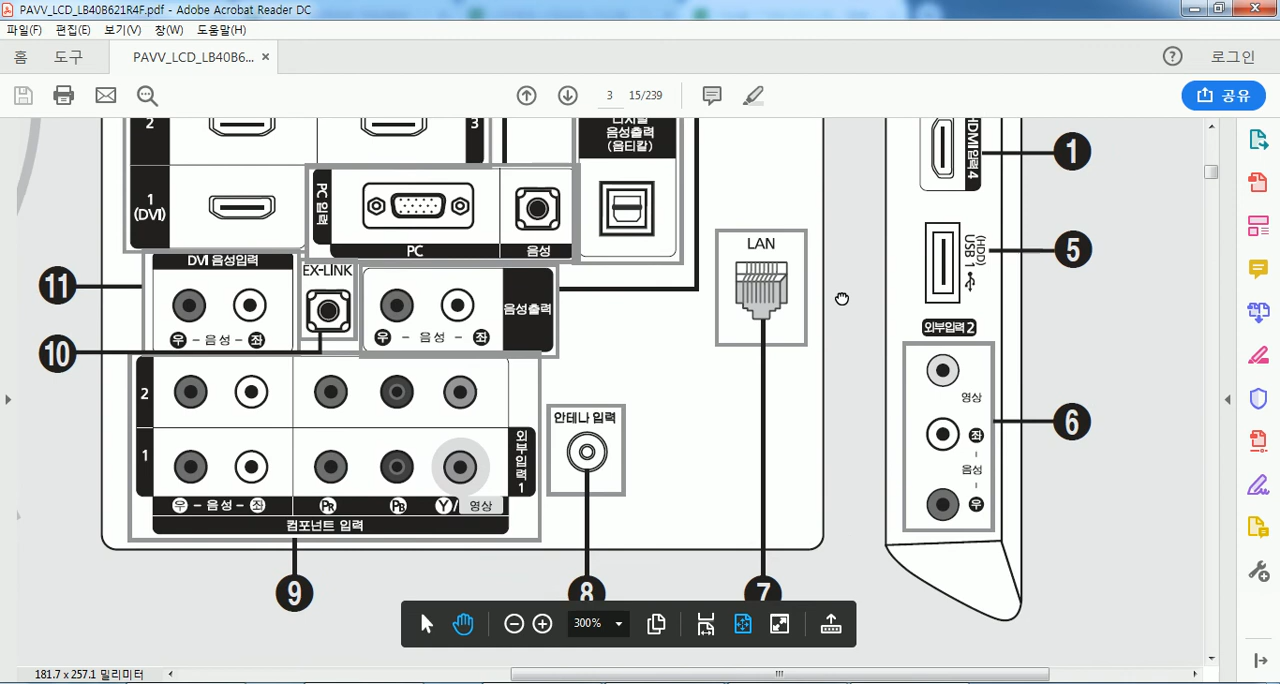 PAVV_LCD_LB40B621R4F.pdf - Adobe Acrobat Reader DC
파일(F) 편집(E) 보기(V) 창(W) 도움말(H)
홈 도구 PAVV_LCD_LB40B6... ×
? 로그인
3 15/239
공유
2
3
디지털
음성출력
(옵티칼)
HDMI입력 4
1
1
(DVI)
PC 입력
PC
음성
LAN
DVI 음성입력
EX-LINK
(HDD)
USB 1
5
11
음성출력
우 - 음성 - 좌
우 - 음성 - 좌
외부입력 2
10
2
안테나 입력
영상
1
외부입력 1
좌
-
음성
-
우
6
우 - 음성 - 좌
PR
PB
Y/ 영상
컴포넌트 입력
9
8
7
300%
181.7 x 257.1 밀리미터